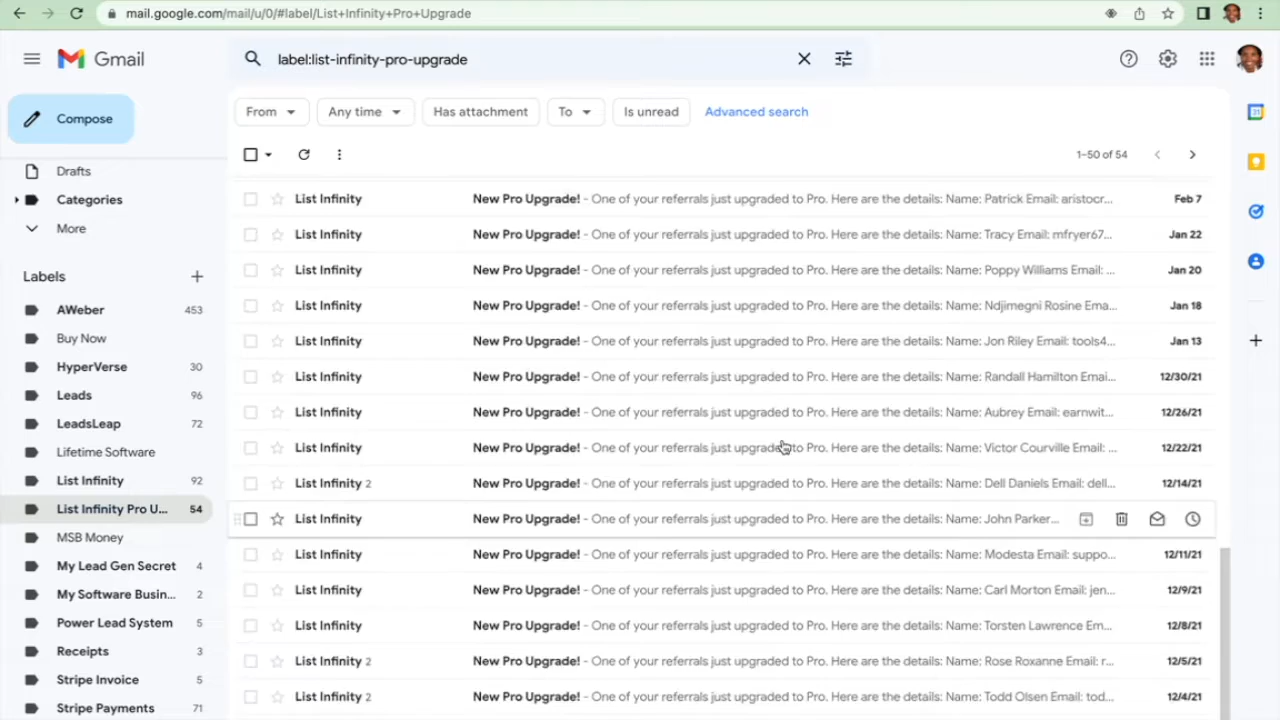 mail.google.com/mail/u/0/#label/List+Infinity+Pro+Upgrade
Gmail
label:list-infinity-pro-upgrade
Compose
From
Any time
Has attachment
To
Is unread
Advanced search
1–50 of 54
Drafts
Categories
More
Labels
AWeber 453
Buy Now
HyperVerse 30
Leads 96
LeadsLeap 72
Lifetime Software
List Infinity 92
List Infinity Pro U... 54
MSB Money
My Lead Gen Secret 4
My Software Busin... 2
Power Lead System 5
Receipts 3
Stripe Invoice 5
Stripe Payments 71
List Infinity New Pro Upgrade! - One of your referrals just upgraded to Pro. Here are the details: Name: Patrick Email: aristocr... Feb 7
List Infinity New Pro Upgrade! - One of your referrals just upgraded to Pro. Here are the details: Name: Tracy Email: mfryer67... Jan 22
List Infinity New Pro Upgrade! - One of your referrals just upgraded to Pro. Here are the details: Name: Poppy Williams Email: ... Jan 20
List Infinity New Pro Upgrade! - One of your referrals just upgraded to Pro. Here are the details: Name: Ndjimegni Rosine Ema... Jan 18
List Infinity New Pro Upgrade! - One of your referrals just upgraded to Pro. Here are the details: Name: Jon Riley Email: tools4... Jan 13
List Infinity New Pro Upgrade! - One of your referrals just upgraded to Pro. Here are the details: Name: Randall Hamilton Emai... 12/30/21
List Infinity New Pro Upgrade! - One of your referrals just upgraded to Pro. Here are the details: Name: Aubrey Email: earnwit... 12/26/21
List Infinity New Pro Upgrade! - One of your referrals just upgraded to Pro. Here are the details: Name: Victor Courville Email: ... 12/22/21
List Infinity 2 New Pro Upgrade! - One of your referrals just upgraded to Pro. Here are the details: Name: Dell Daniels Email: dell... 12/14/21
List Infinity New Pro Upgrade! - One of your referrals just upgraded to Pro. Here are the details: Name: John Parker...
List Infinity New Pro Upgrade! - One of your referrals just upgraded to Pro. Here are the details: Name: Modesta Email: suppo... 12/11/21
List Infinity New Pro Upgrade! - One of your referrals just upgraded to Pro. Here are the details: Name: Carl Morton Email: jen... 12/9/21
List Infinity New Pro Upgrade! - One of your referrals just upgraded to Pro. Here are the details: Name: Torsten Lawrence Em... 12/8/21
List Infinity 2 New Pro Upgrade! - One of your referrals just upgraded to Pro. Here are the details: Name: Rose Roxanne Email: r... 12/5/21
List Infinity 2 New Pro Upgrade! - One of your referrals just upgraded to Pro. Here are the details: Name: Todd Olsen Email: tod... 12/4/21